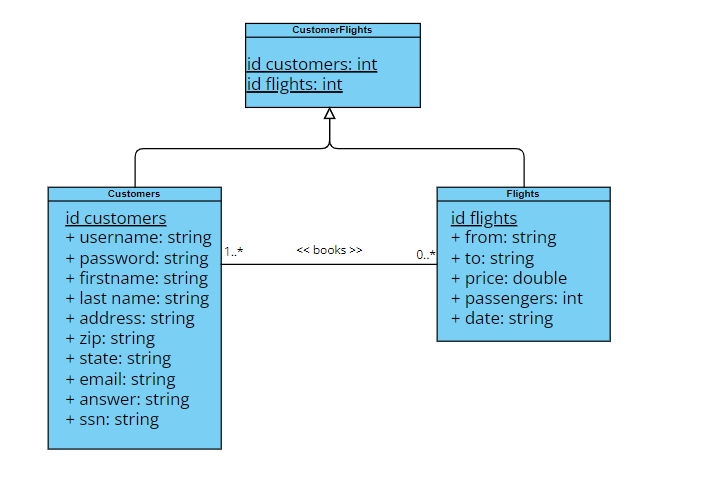 CustomerFlights
id customers: int
id flights: int
Customers
id customers
+ username: string
+ password: string
+ firstname: string
+ last name: string
+ address: string
+ zip: string
+ state: string
+ email: string
+ answer: string
+ ssn: string
1..*
<< books >>
0..*
Flights
id flights
+ from: string
+ to: string
+ price: double
+ passengers: int
+ date: string